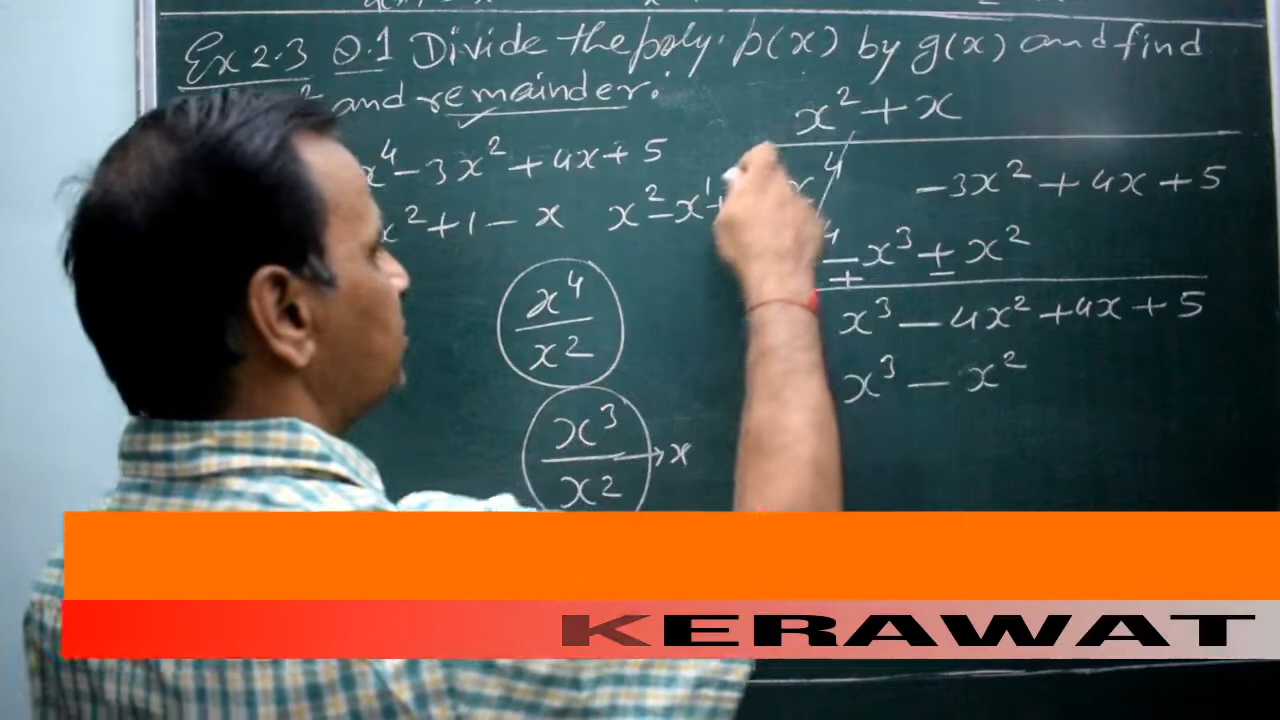 Ex 2.3 Q.1 Divide the poly. p(x) by g(x) and find
and remainder:
x² + x
x⁴ - 3x² + 4x + 5
x² + 1 - x
x² - x
x⁴ - 3x² + 4x + 5
- x³ + x²
+ -
x³ - 4x² + 4x + 5
x³ - x²
x⁴
x²
x³
x²
→ x
KERAWAT